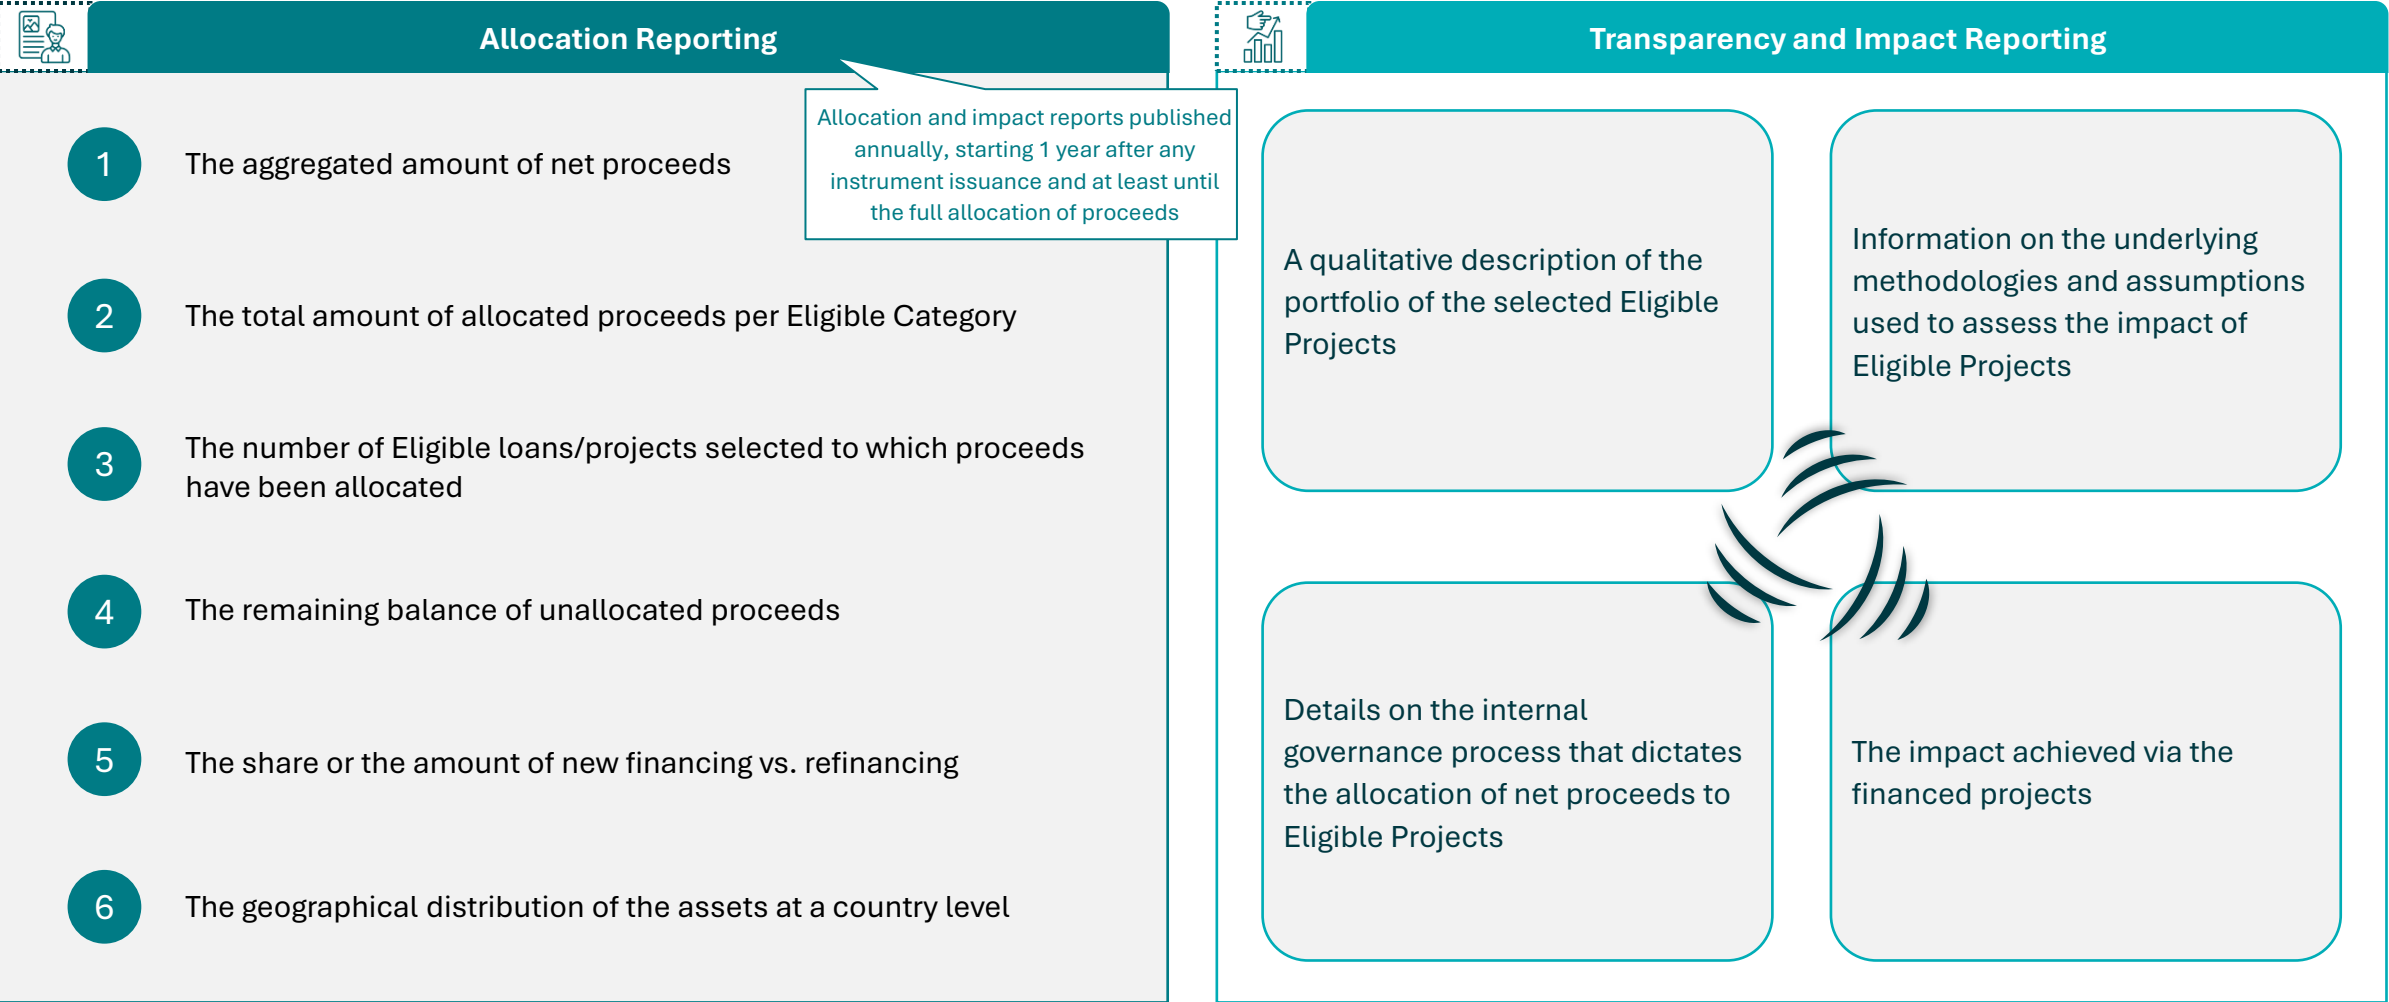 Allocation Reporting
Allocation and impact reports published
annually, starting 1 year after any
instrument issuance and at least until
the full allocation of proceeds
1
The aggregated amount of net proceeds
2
The total amount of allocated proceeds per Eligible Category
3
The number of Eligible loans/projects selected to which proceeds
have been allocated
4
The remaining balance of unallocated proceeds
5
The share or the amount of new financing vs. refinancing
6
The geographical distribution of the assets at a country level
Transparency and Impact Reporting
A qualitative description of the
portfolio of the selected Eligible
Projects
Information on the underlying
methodologies and assumptions
used to assess the impact of
Eligible Projects
Details on the internal
governance process that dictates
the allocation of net proceeds to
Eligible Projects
The impact achieved via the
financed projects